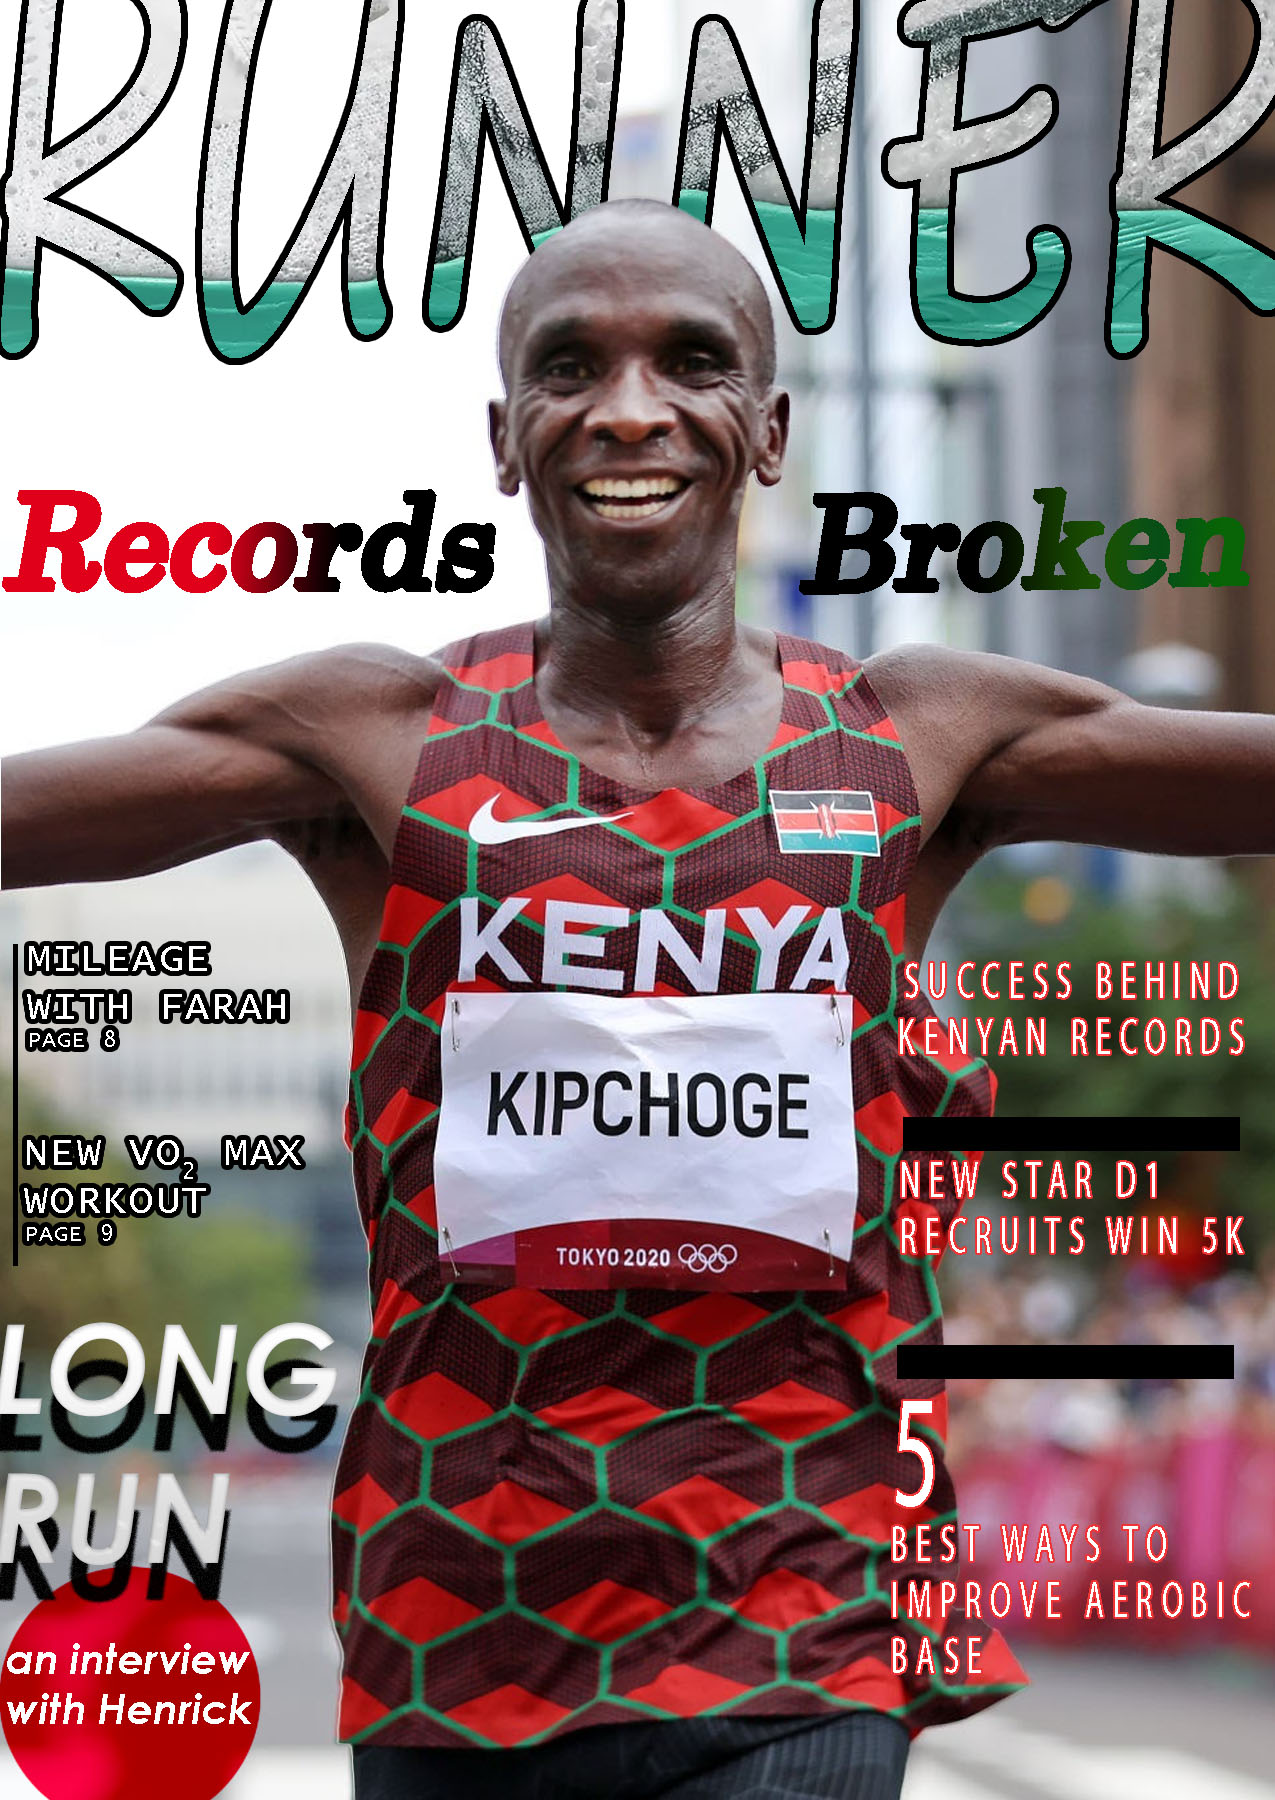 RUNNER
Records Broken
KENYA
KIPCHOGE
TOKYO 2020
MILEAGE
WITH FARAH
PAGE 8
NEW VO₂ MAX
WORKOUT
PAGE 9
LONG
RUN
an interview
with Henrick
SUCCESS BEHIND
KENYAN RECORDS
NEW STAR D1
RECRUITS WIN 5K
5
BEST WAYS TO
IMPROVE AEROBIC
BASE